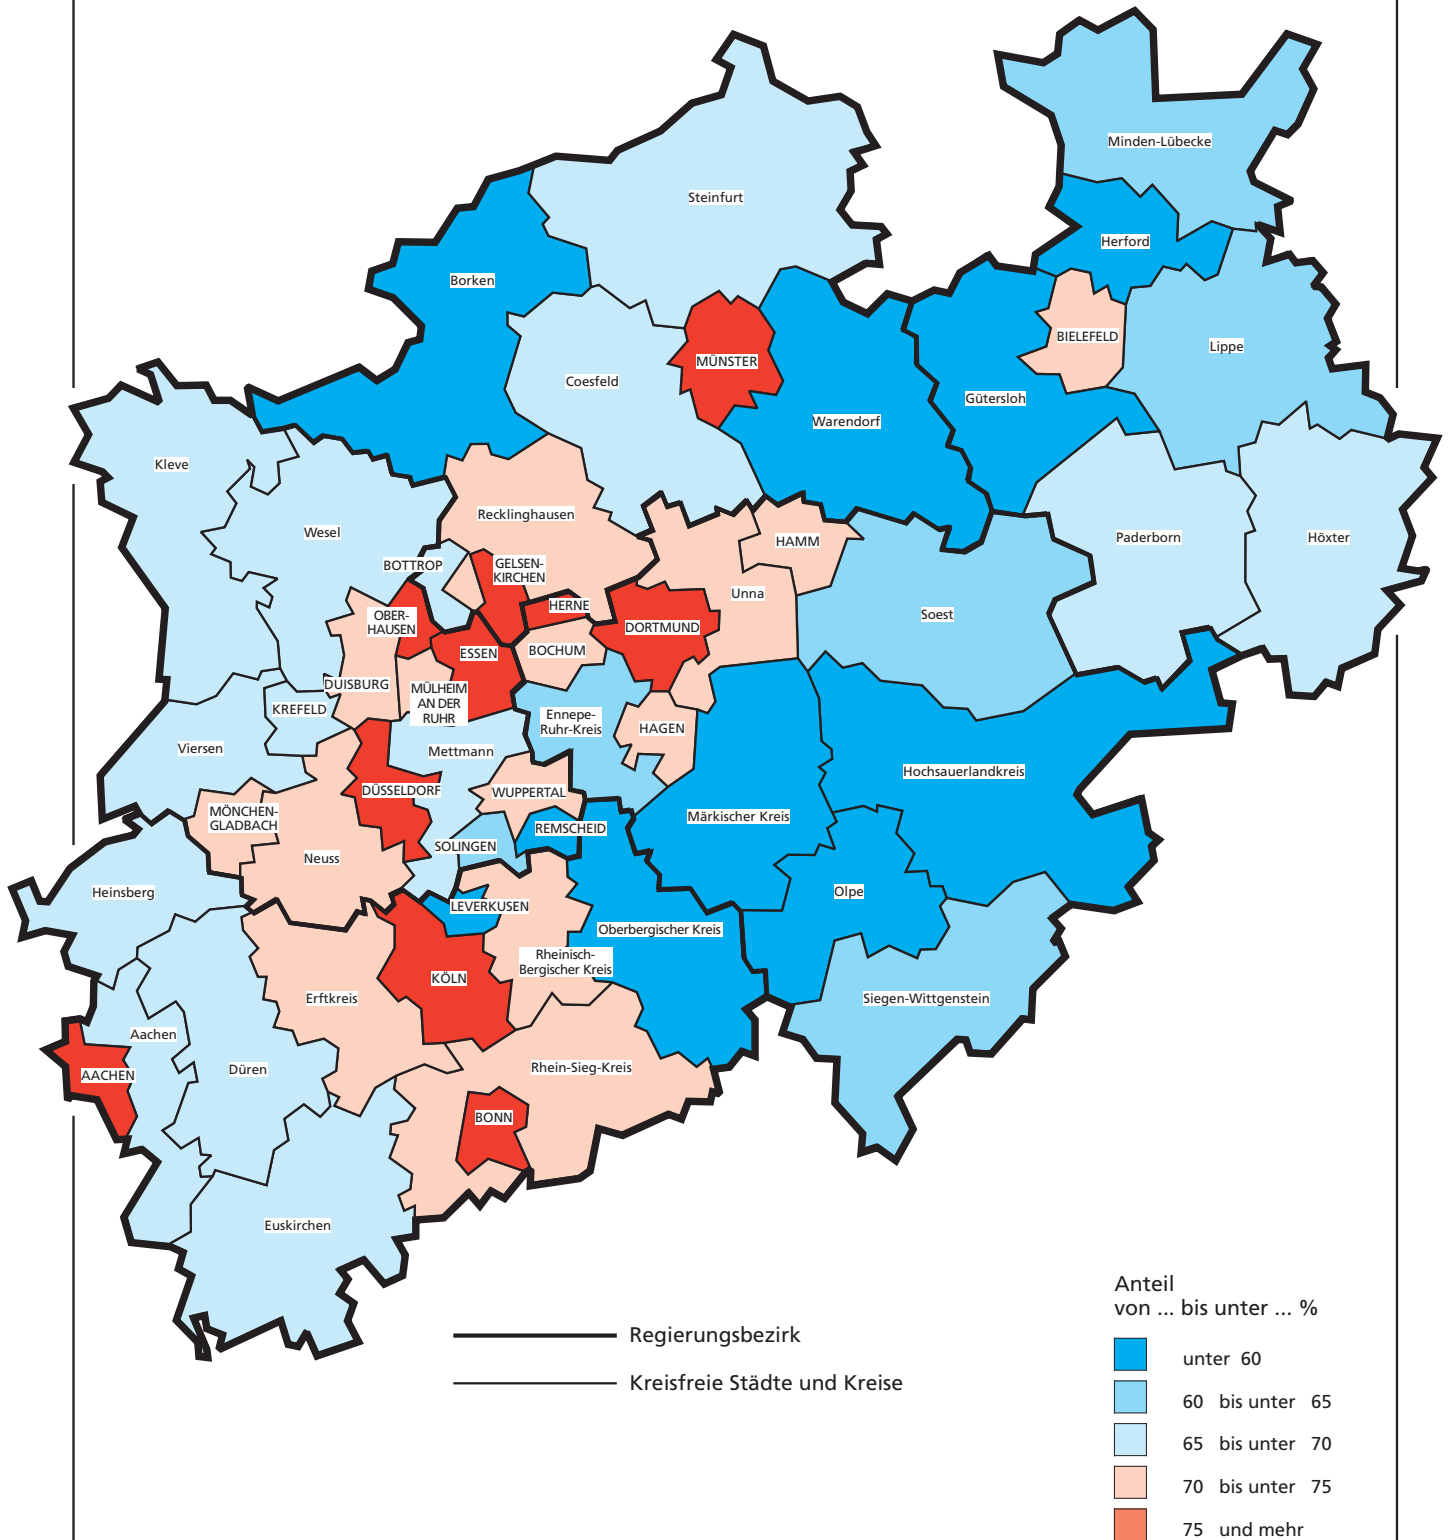 Minden-Lübecke
Steinfurt
Herford
Borken
BIELEFELD
Lippe
MÜNSTER
Coesfeld
Gütersloh
Warendorf
Kleve
Recklinghausen
Wesel
HAMM
Paderborn
Höxter
BOTTROP
GELSEN-
KIRCHEN
Unna
HERNE
OBER-
HAUSEN
Soest
DORTMUND
ESSEN
BOCHUM
DUISBURG
MÜLHEIM
AN DER
RUHR
KREFELD
Ennepe-
Ruhr-Kreis
HAGEN
Viersen
Mettmann
Hochsauerlandkreis
DÜSSELDORF
WUPPERTAL
MÖNCHEN-
GLADBACH
Märkischer Kreis
REMSCHEID
SOLINGEN
Neuss
Heinsberg
Olpe
LEVERKUSEN
Oberbergischer Kreis
Rheinisch-
Bergischer Kreis
KÖLN
Erftkreis
Siegen-Wittgenstein
Aachen
Düren
Rhein-Sieg-Kreis
AACHEN
BONN
Euskirchen
Anteil
von ... bis unter ... %
Regierungsbezirk
unter 60
Kreisfreie Städte und Kreise
60 bis unter 65
65 bis unter 70
70 bis unter 75
75 und mehr